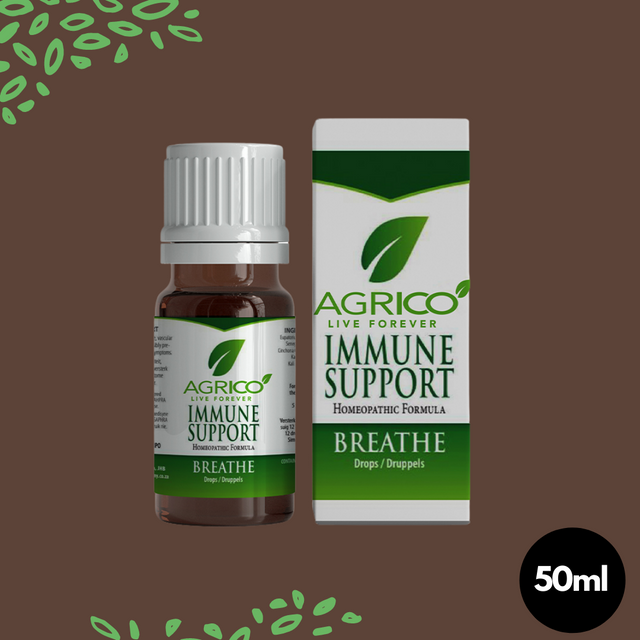 AGRICO
LIVE FOREVER
IMMUNE
SUPPORT
HOMEOPATHIC FORMULA
BREATHE
Drops / Druppels
AGRICO
LIVE FOREVER
IMMUNE
SUPPORT
HOMEOPATHIC FORMULA
BREATHE
Drops / Druppels
50ml